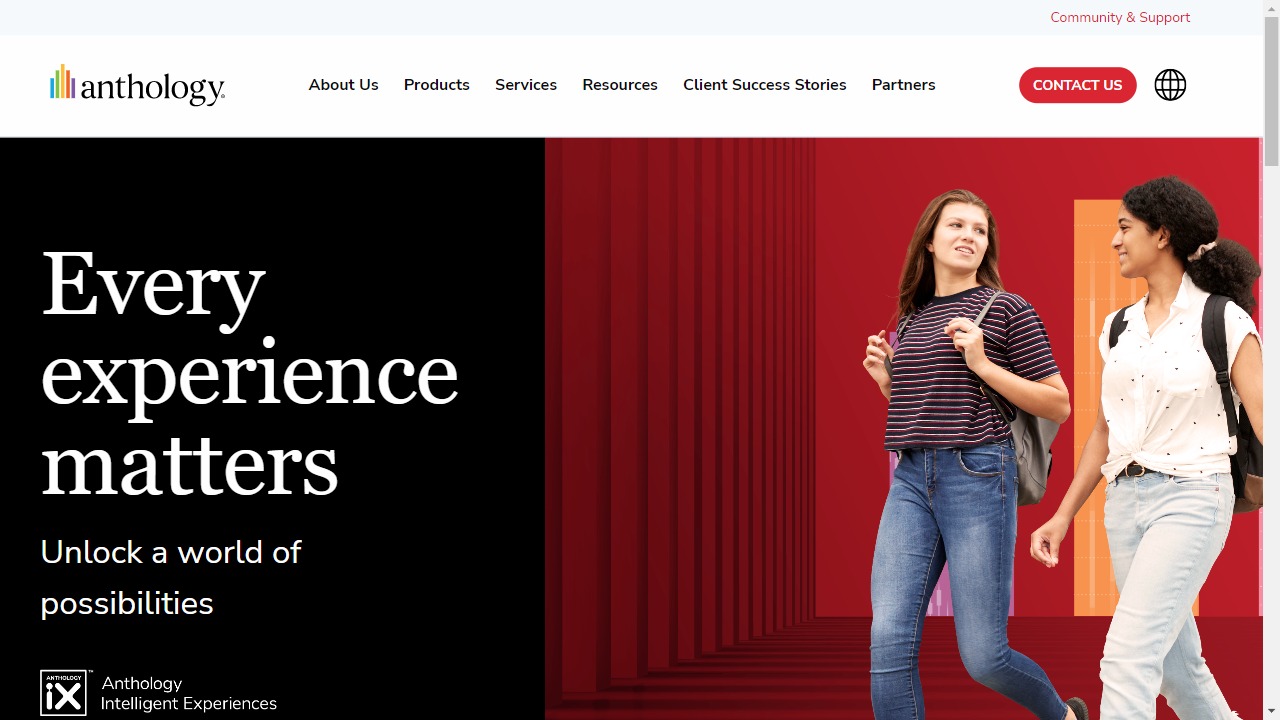 Community & Support
anthology®
About Us
Products
Services
Resources
Client Success Stories
Partners
CONTACT US
Every
experience
matters
Unlock a world of
possibilities
ANTHOLOGY
iX™
Anthology
Intelligent Experiences